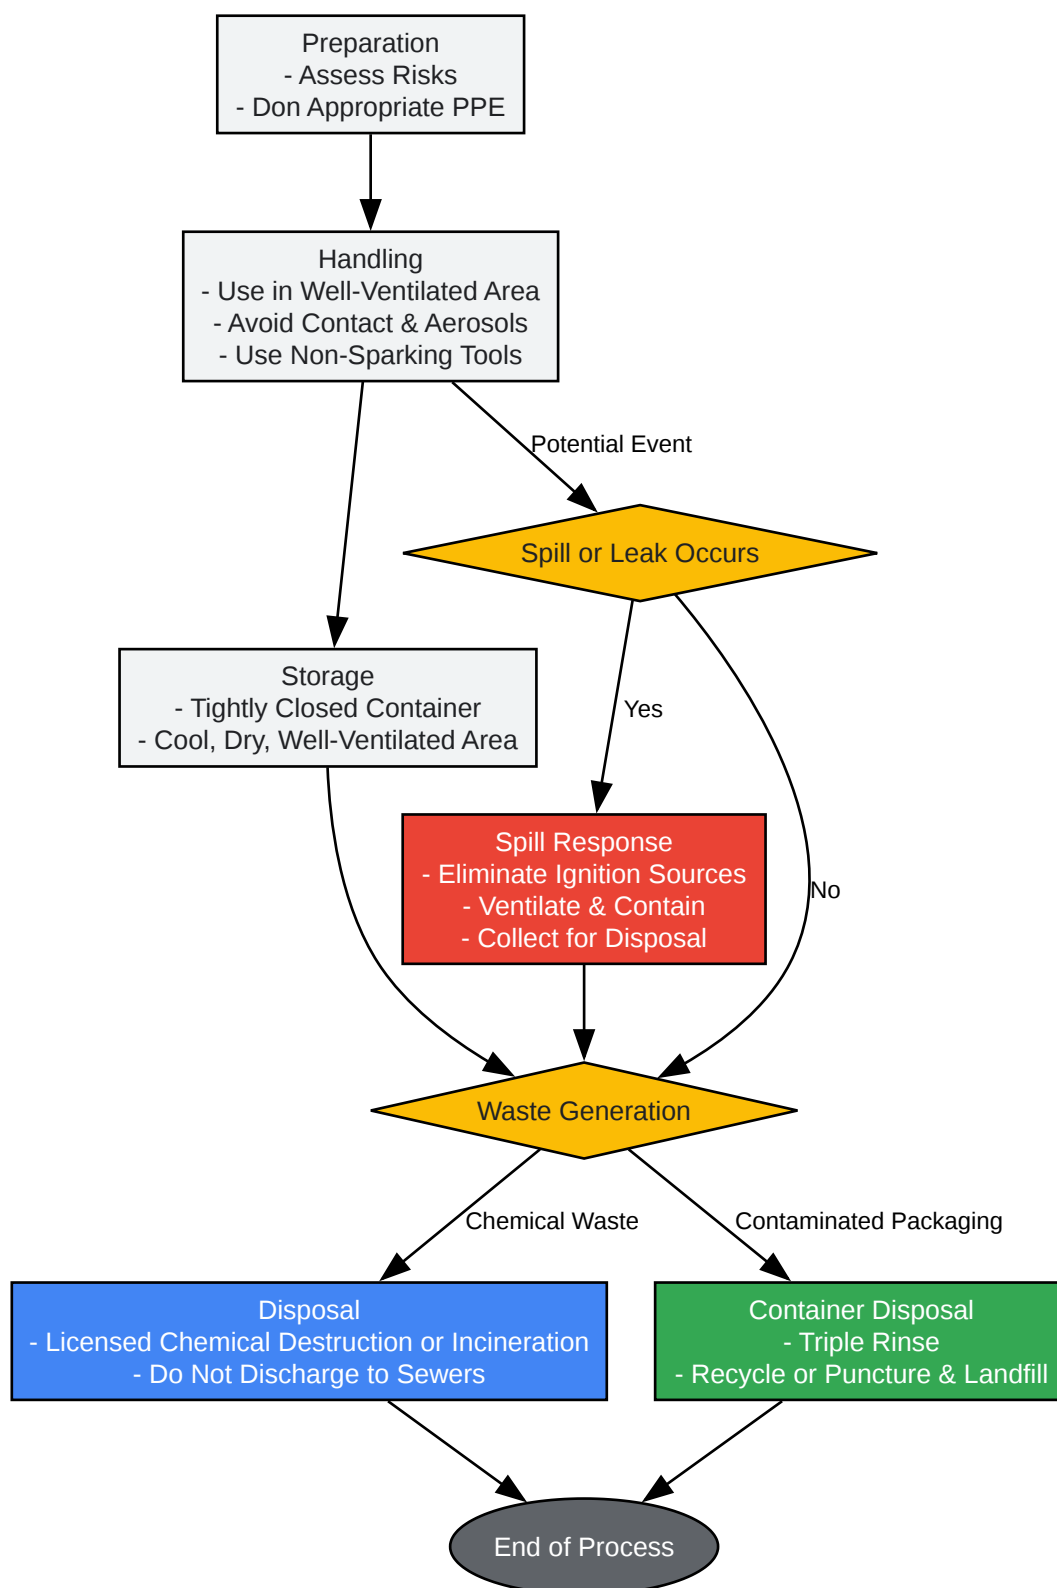 Preparation
- Assess Risks
- Don Appropriate PPE
Handling
- Use in Well-Ventilated Area
- Avoid Contact & Aerosols
- Use Non-Sparking Tools
Potential Event
Spill or Leak Occurs
Storage
- Tightly Closed Container
- Cool, Dry, Well-Ventilated Area
Yes
Spill Response
- Eliminate Ignition Sources
- Ventilate & Contain
- Collect for Disposal
No
Waste Generation
Chemical Waste
Contaminated Packaging
Disposal
- Licensed Chemical Destruction or Incineration
- Do Not Discharge to Sewers
Container Disposal
- Triple Rinse
- Recycle or Puncture & Landfill
End of Process